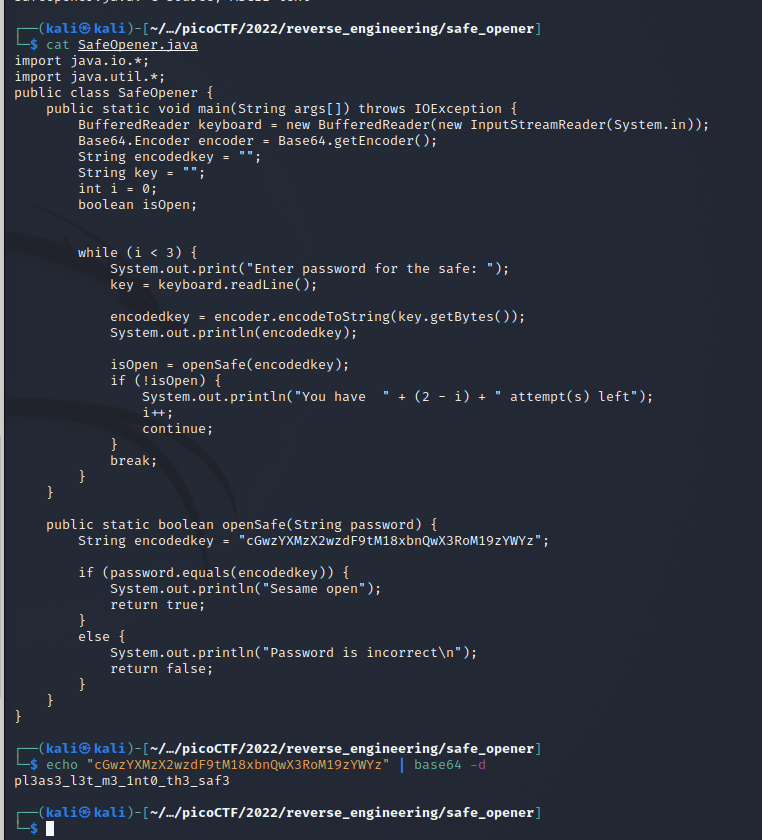 ┌──(kali㉿kali)-[~/…/picoCTF/2022/reverse_engineering/safe_opener]
└─$ cat SafeOpener.java
import java.io.*;
import java.util.*;
public class SafeOpener {
    public static void main(String args[]) throws IOException {
        BufferedReader keyboard = new BufferedReader(new InputStreamReader(System.in));
        Base64.Encoder encoder = Base64.getEncoder();
        String encodedkey = "";
        String key = "";
        int i = 0;
        boolean isOpen;
        while (i < 3) {
            System.out.print("Enter password for the safe: ");
            key = keyboard.readLine();
            encodedkey = encoder.encodeToString(key.getBytes());
            System.out.println(encodedkey);
            isOpen = openSafe(encodedkey);
            if (!isOpen) {
                System.out.println("You have  " + (2 - i) + " attempt(s) left");
                i++;
                continue;
            }
            break;
        }
    }
    public static boolean openSafe(String password) {
        String encodedkey = "cGwzYXMzX2wzdF9tM18xbnQwX3RoM19zYWYz";
        if (password.equals(encodedkey)) {
            System.out.println("Sesame open");
            return true;
        }
        else {
            System.out.println("Password is incorrect\n");
            return false;
        }
    }
}
┌──(kali㉿kali)-[~/…/picoCTF/2022/reverse_engineering/safe_opener]
└─$ echo "cGwzYXMzX2wzdF9tM18xbnQwX3RoM19zYWYz" | base64 -d
pl3as3_l3t_m3_1nt0_th3_saf3
┌──(kali㉿kali)-[~/…/picoCTF/2022/reverse_engineering/safe_opener]
└─$